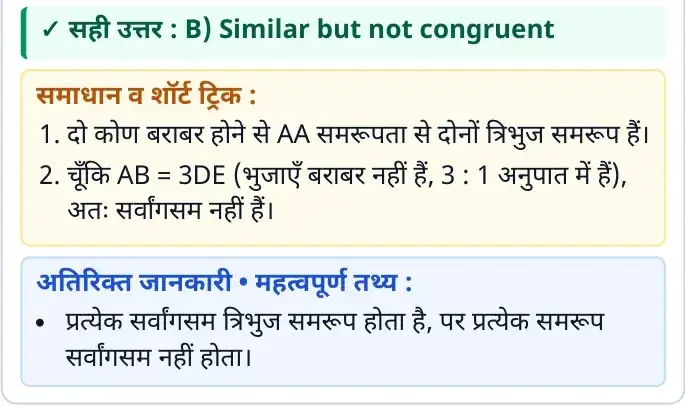 ✓ सही उत्तर : B) Similar but not congruent
समाधान व शॉर्ट ट्रिक :
1. दो कोण बराबर होने से AA समरूपता से दोनों त्रिभुज समरूप हैं।
2. चूँकि AB = 3DE (भुजाएँ बराबर नहीं हैं, 3 : 1 अनुपात में हैं),
अतः सर्वांगसम नहीं हैं।
अतिरिक्त जानकारी • महत्वपूर्ण तथ्य :
• प्रत्येक सर्वांगसम त्रिभुज समरूप होता है, पर प्रत्येक समरूप
सर्वांगसम नहीं होता।